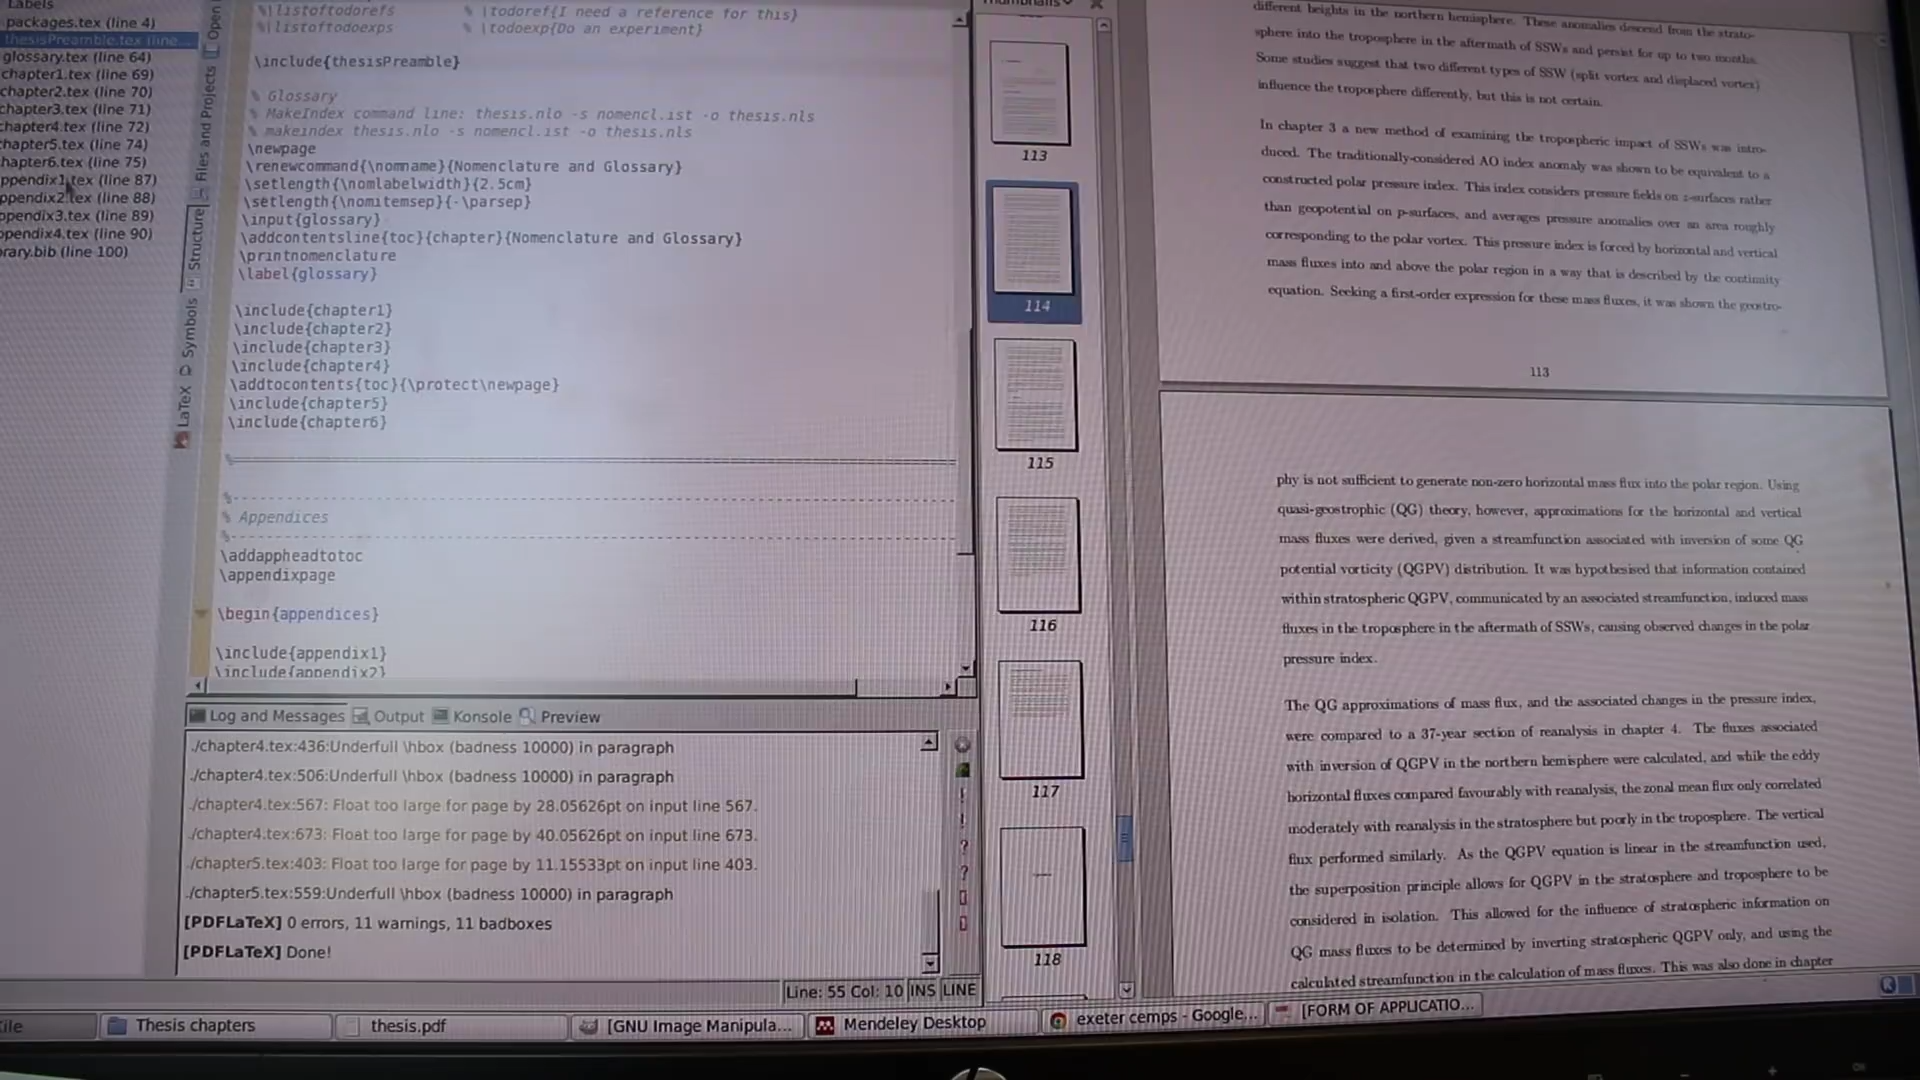 Labels
packages.tex (line 4)
thesisPreamble.tex (line...
glossary.tex (line 64)
chapter1.tex (line 69)
chapter2.tex (line 70)
chapter3.tex (line 71)
chapter4.tex (line 72)
hapter5.tex (line 74)
hapter6.tex (line 75)
ppendix1.tex (line 87)
ppendix2.tex (line 88)
ppendix3.tex (line 89)
ppendix4.tex (line 90)
rary.bib (line 100)
Files and Projects
Open
Structure
Symbols
LaTeX
%\listoftodorefs % \todoref{I need a reference for this}
%\listoftodoexps % \todoexp{Do an experiment}
\include{thesisPreamble}
% Glossary
% MakeIndex command line: thesis.nlo -s nomencl.ist -o thesis.nls
% makeindex thesis.nlo -s nomencl.ist -o thesis.nls
\newpage
\renewcommand{\nomname}{Nomenclature and Glossary}
\setlength{\nomlabelwidth}{2.5cm}
\setlength{\nomitemsep}{-\parsep}
\input{glossary}
\addcontentsline{toc}{chapter}{Nomenclature and Glossary}
\printnomenclature
\label{glossary}
\include{chapter1}
\include{chapter2}
\include{chapter3}
\include{chapter4}
\addtocontents{toc}{\protect\newpage}
\include{chapter5}
\include{chapter6}
% Appendices
\addappheadtotoc
\appendixpage
\begin{appendices}
\include{appendix1}
\include{appendix2}
Log and Messages Output Konsole Preview
./chapter4.tex:436:Underfull \hbox (badness 10000) in paragraph
./chapter4.tex:506:Underfull \hbox (badness 10000) in paragraph
./chapter4.tex:567: Float too large for page by 28.05626pt on input line 567.
./chapter4.tex:673: Float too large for page by 40.05626pt on input line 673.
./chapter5.tex:403: Float too large for page by 11.15533pt on input line 403.
./chapter5.tex:559:Underfull \hbox (badness 10000) in paragraph
[PDFLaTeX] 0 errors, 11 warnings, 11 badboxes
[PDFLaTeX] Done!
Line: 55 Col: 10 INS LINE
Thumbnails
113
114
115
116
117
118
different heights in the northern hemisphere. These anomalies descend from the strato-
sphere into the troposphere in the aftermath of SSWs and persist for up to two months.
Some studies suggest that two different types of SSW (split vortex and displaced vortex)
influence the troposphere differently, but this is not certain.
In chapter 3 a new method of examining the tropospheric impact of SSWs was intro-
duced. The traditionally-considered AO index anomaly was shown to be equivalent to a
constructed polar pressure index. This index considers pressure fields on z-surfaces rather
than geopotential on p-surfaces, and averages pressure anomalies over an area roughly
corresponding to the polar vortex. This pressure index is forced by horizontal and vertical
mass fluxes into and above the polar region in a way that is described by the continuity
equation. Seeking a first-order expression for these mass fluxes, it was shown the geostro-
113
phy is not sufficient to generate non-zero horizontal mass flux into the polar region. Using
quasi-geostrophic (QG) theory, however, approximations for the horizontal and vertical
mass fluxes were derived, given a streamfunction associated with inversion of some QG
potential vorticity (QGPV) distribution. It was hypothesised that information contained
within stratospheric QGPV, communicated by an associated streamfunction, induced mass
fluxes in the troposphere in the aftermath of SSWs, causing observed changes in the polar
pressure index.
The QG approximations of mass flux, and the associated changes in the pressure index,
were compared to a 37-year section of reanalysis in chapter 4. The fluxes associated
with inversion of QGPV in the northern hemisphere were calculated, and while the eddy
horizontal fluxes compared favourably with reanalysis, the zonal mean flux only correlated
moderately with reanalysis in the stratosphere but poorly in the troposphere. The vertical
flux performed similarly. As the QGPV equation is linear in the streamfunction used,
the superposition principle allows for QGPV in the stratosphere and troposphere to be
considered in isolation. This allowed for the influence of stratospheric information on
QG mass fluxes to be determined by inverting stratospheric QGPV only, and using the
calculated streamfunction in the calculation of mass fluxes. This was also done in chapter
ile Thesis chapters thesis.pdf [GNU Image Manipula... Mendeley Desktop exeter cemps - Google... [FORM OF APPLICATIO...